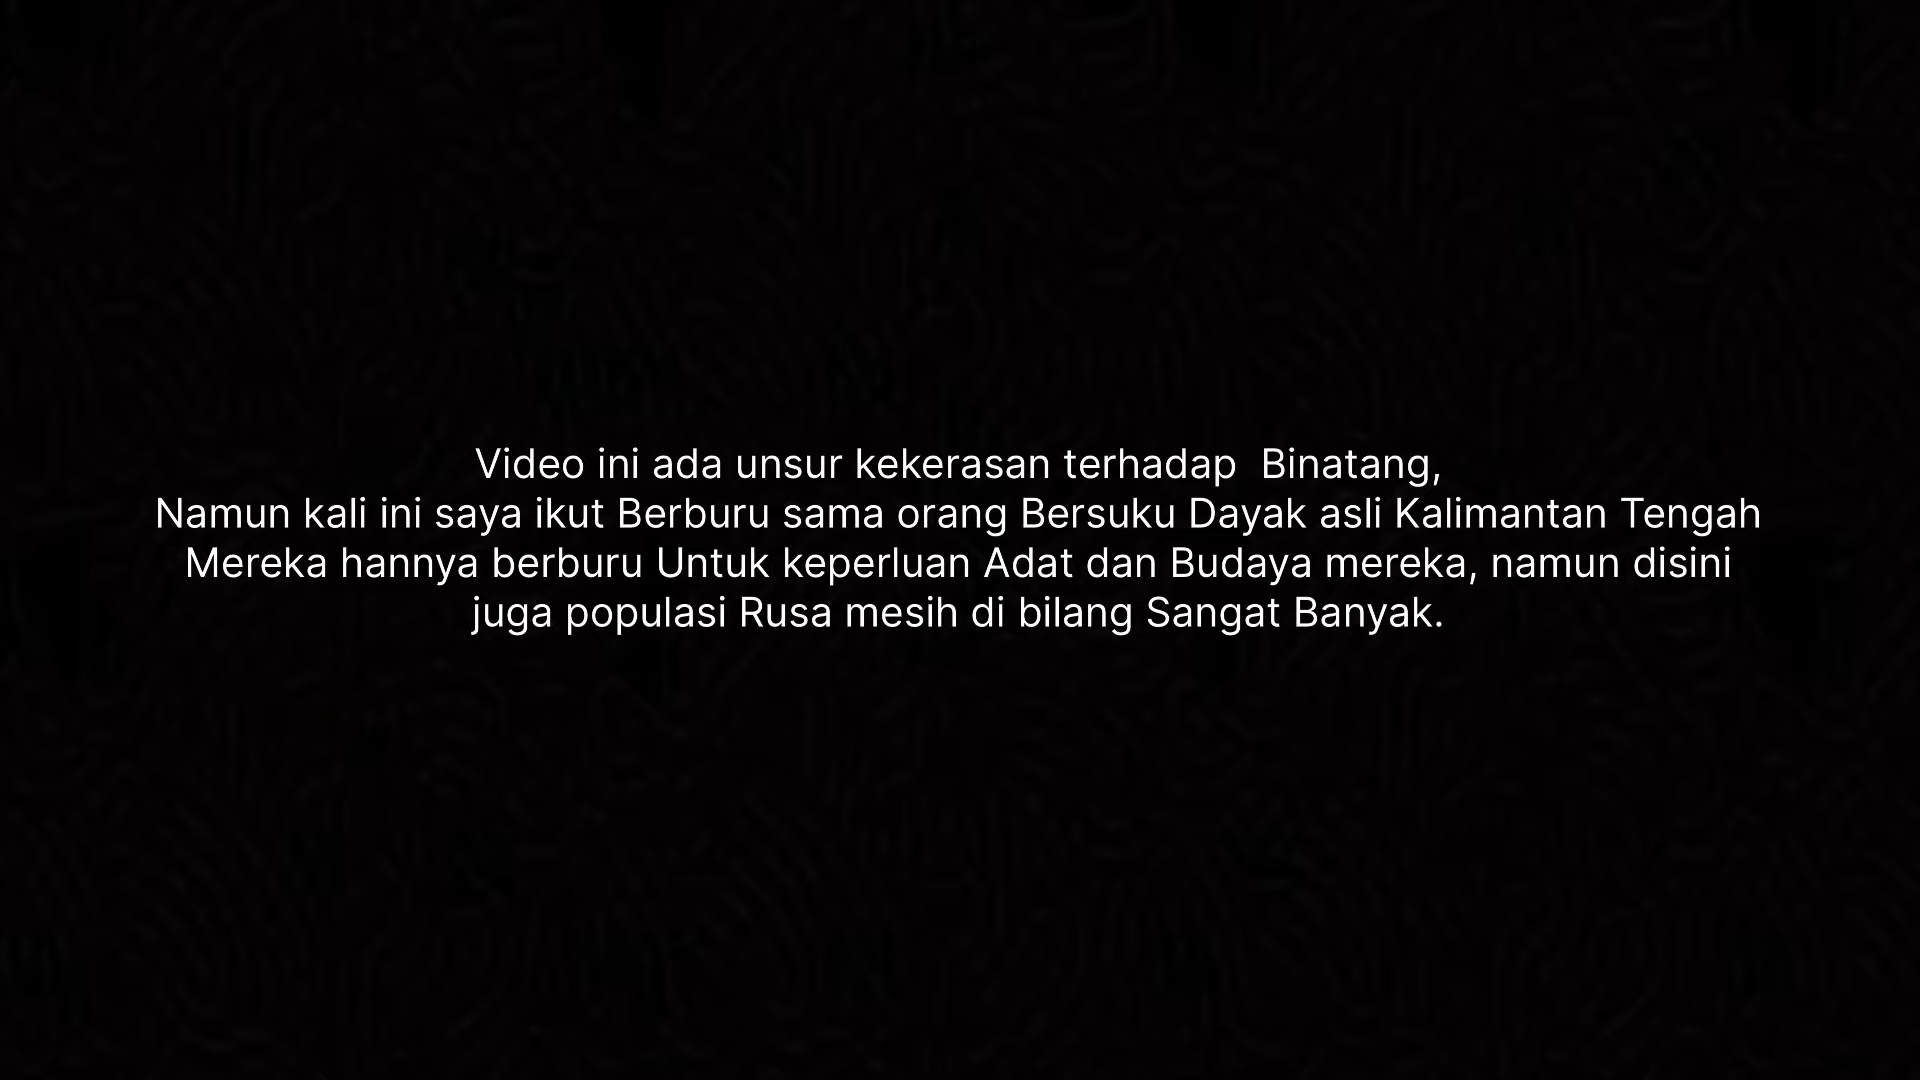 Video ini ada unsur kekerasan terhadap  Binatang,
Namun kali ini saya ikut Berburu sama orang Bersuku Dayak asli Kalimantan Tengah
Mereka hannya berburu Untuk keperluan Adat dan Budaya mereka, namun disini
juga populasi Rusa mesih di bilang Sangat Banyak.